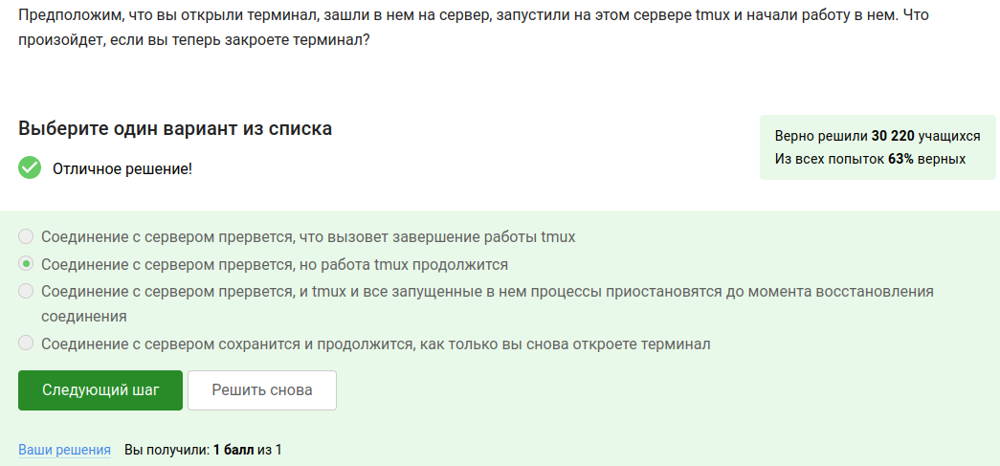 Предположим, что вы открыли терминал, зашли в нем на сервер, запустили на этом сервере tmux и начали работу в нем. Что
произойдет, если вы теперь закроете терминал?
Выберите один вариант из списка
Верно решили 30 220 учащихся
Из всех попыток 63% верных
Отличное решение!
Соединение с сервером прервется, что вызовет завершение работы tmux
Соединение с сервером прервется, но работа tmux продолжится
Соединение с сервером прервется, и tmux и все запущенные в нем процессы приостановятся до момента восстановления
соединения
Соединение с сервером сохранится и продолжится, как только вы снова откроете терминал
Следующий шаг
Решить снова
Ваши решения Вы получили: 1 балл из 1